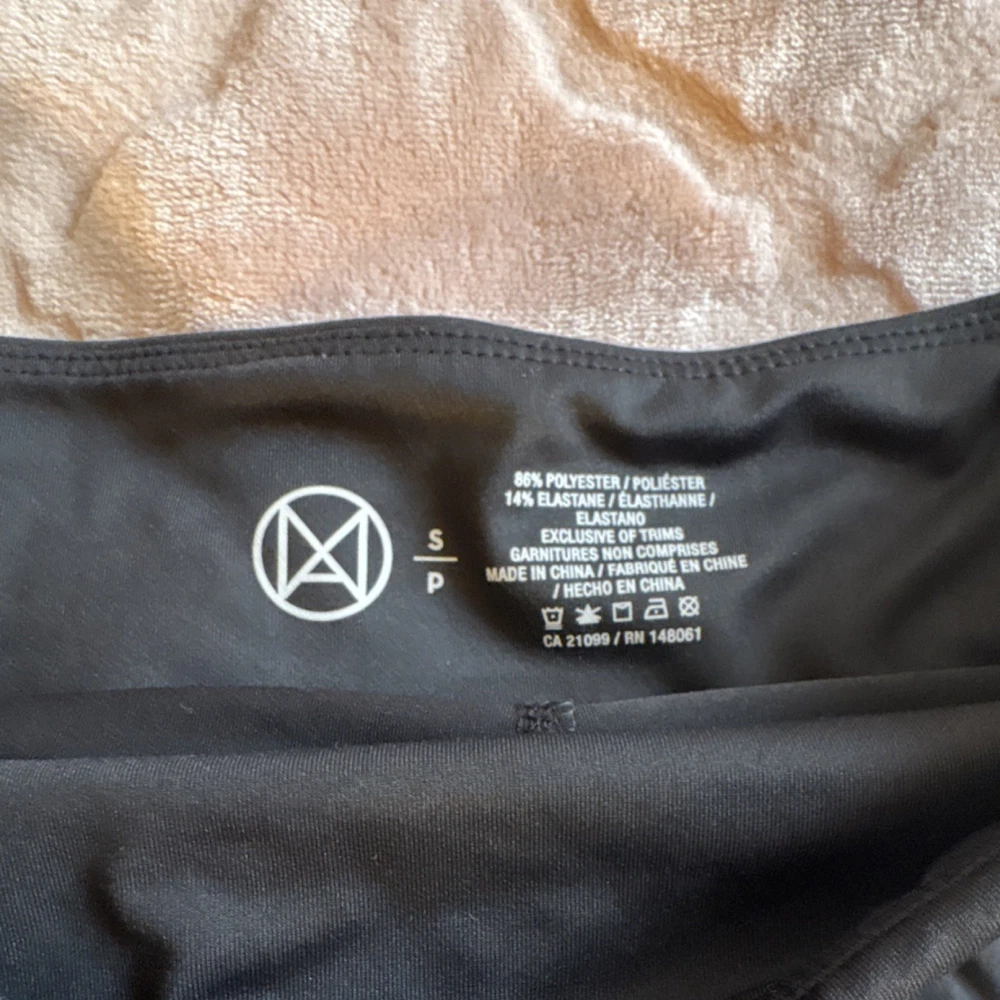 S
P
86% POLYESTER / POLIÉSTER
14% ELASTANE / ÉLASTHANNE /
ELASTANO
EXCLUSIVE OF TRIMS
GARNITURES NON COMPRISES
MADE IN CHINA / FABRIQUÉ EN CHINE
/ HECHO EN CHINA
CA 21099 / RN 148061